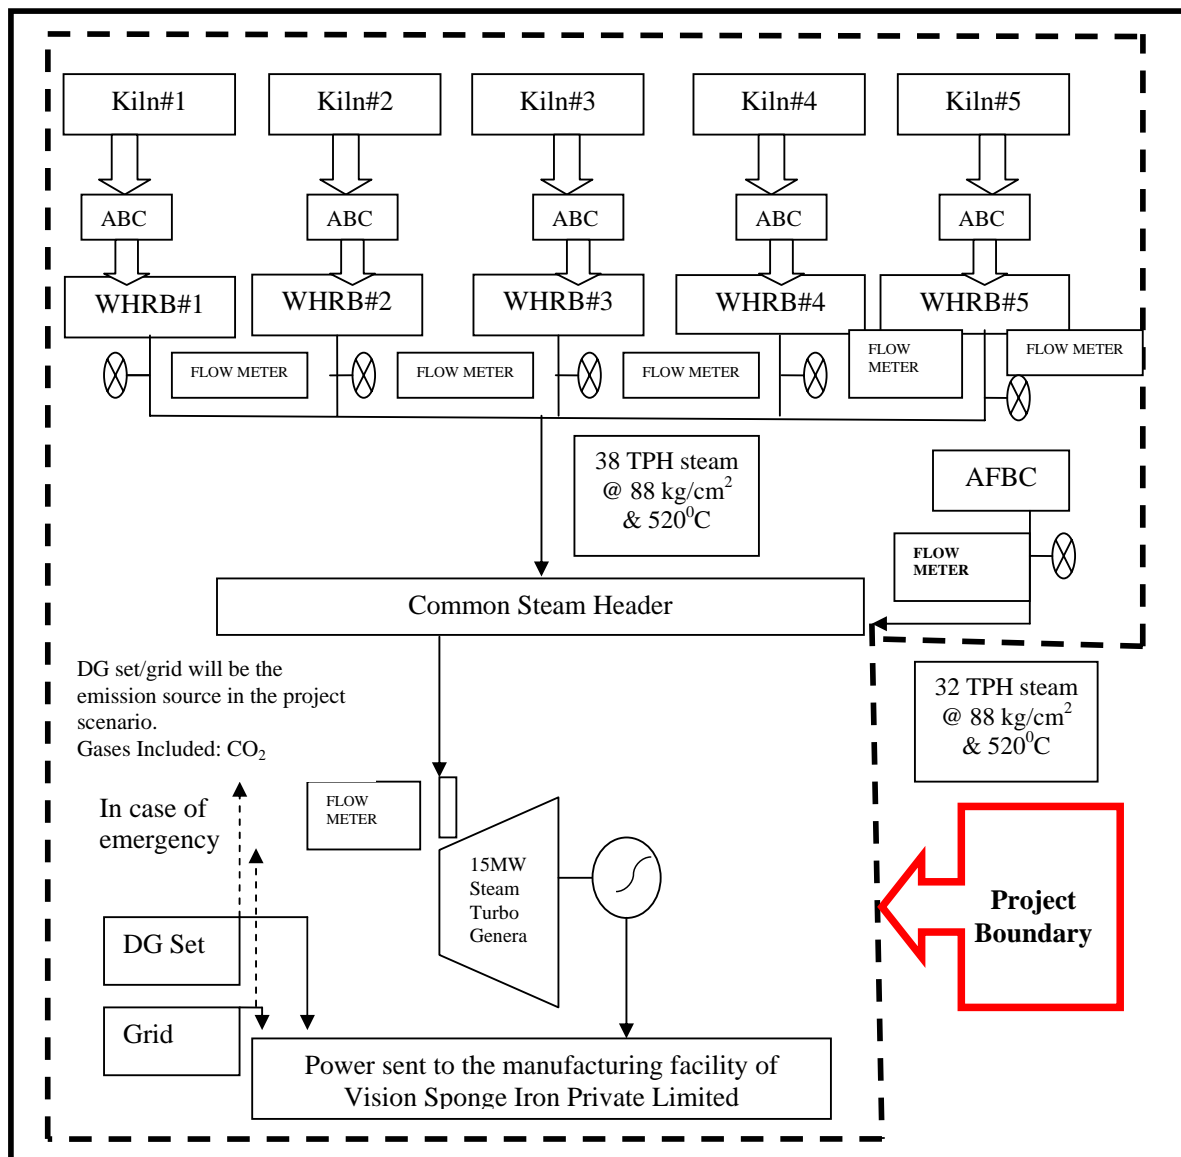 Kiln#1
Kiln#2
Kiln#3
Kiln#4
Kiln#5
ABC
ABC
ABC
ABC
ABC
WHRB#1
WHRB#2
WHRB#3
WHRB#4
WHRB#5
FLOW METER
FLOW METER
FLOW METER
FLOW
METER
FLOW METER
38 TPH steam
@ 88 kg/cm²
& 520⁰C
AFBC
FLOW
METER
Common Steam Header
32 TPH steam
@ 88 kg/cm²
& 520⁰C
DG set/grid will be the
emission source in the project
scenario.
Gases Included: CO₂
In case of
emergency
FLOW
METER
15MW
Steam
Turbo
Genera
Project
Boundary
DG Set
Grid
Power sent to the manufacturing facility of
Vision Sponge Iron Private Limited